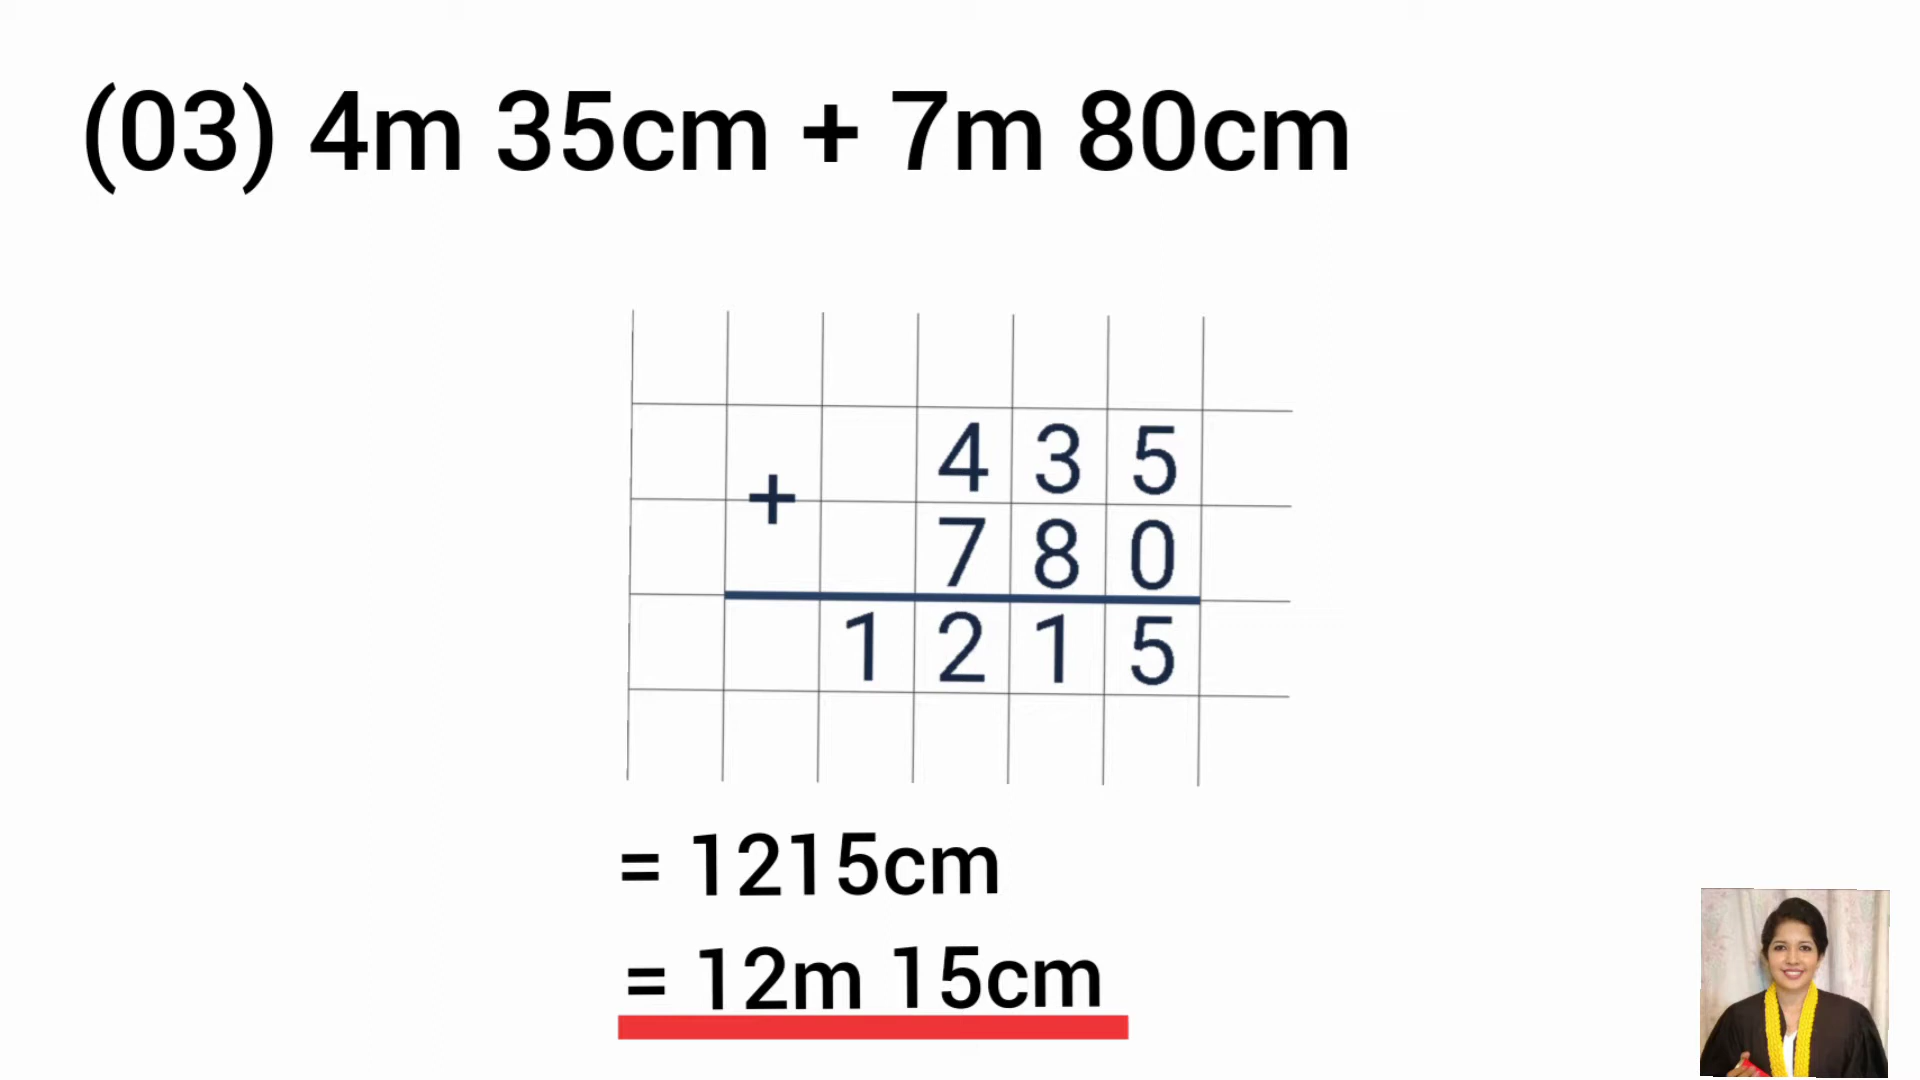 (03) 4m 35cm + 7m 80cm
4 3 5
+
7 8 0
1 2 1 5
= 1215cm
= 12m 15cm